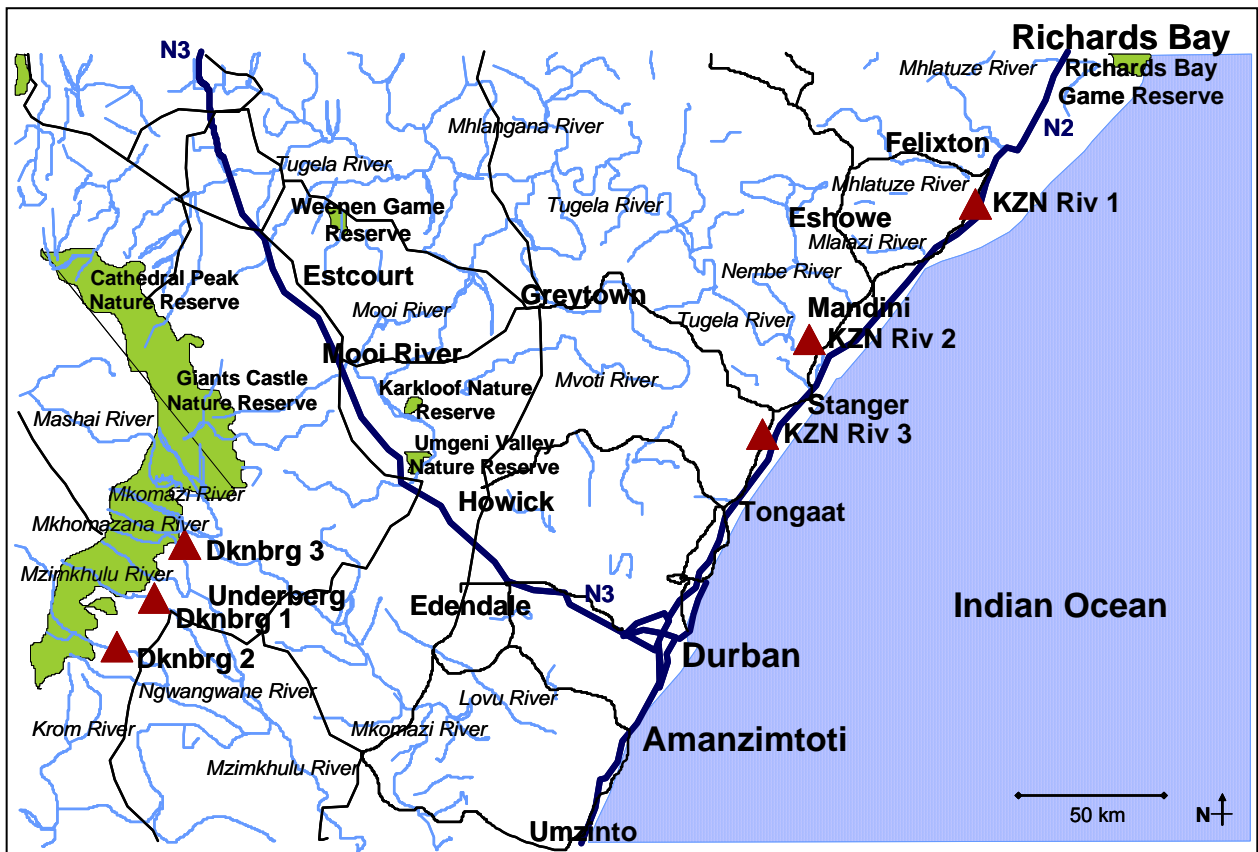 Richards Bay
N3
Mhlatuze River
Richards Bay
Game Reserve
N2
Mhlangana River
Felixton
Tugela River
Mhlatuze River
Weenen Game
Reserve
Tugela River
KZN Riv 1
Eshowe
Mlalazi River
Cathedral Peak
Nature Reserve
Estcourt
Nembe River
Greytown
Mooi River
Mandini
Tugela River
KZN Riv 2
Mooi River
Giants Castle
Nature Reserve
Karkloof Nature
Reserve
Mvoti River
Mashai River
Stanger
KZN Riv 3
Umgeni Valley
Nature Reserve
Mkomazi River
Howick
Mkhomazana River
Tongaat
Dknbrg 3
Mzimkhulu River
Underberg
Dknbrg 1
Edendale
N3
Indian Ocean
Dknbrg 2
Durban
Ngwangwane River
Lovu River
Krom River
Mkomazi River
Amanzimtoti
Mzimkhulu River
50 km
N
Umzinto